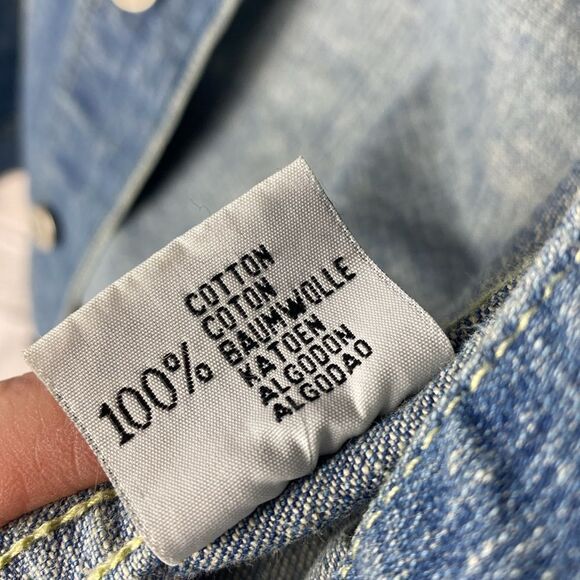 100%
COTTON
COTON
BAUMWOLLE
KATOEN
ALGODON
ALGODAO